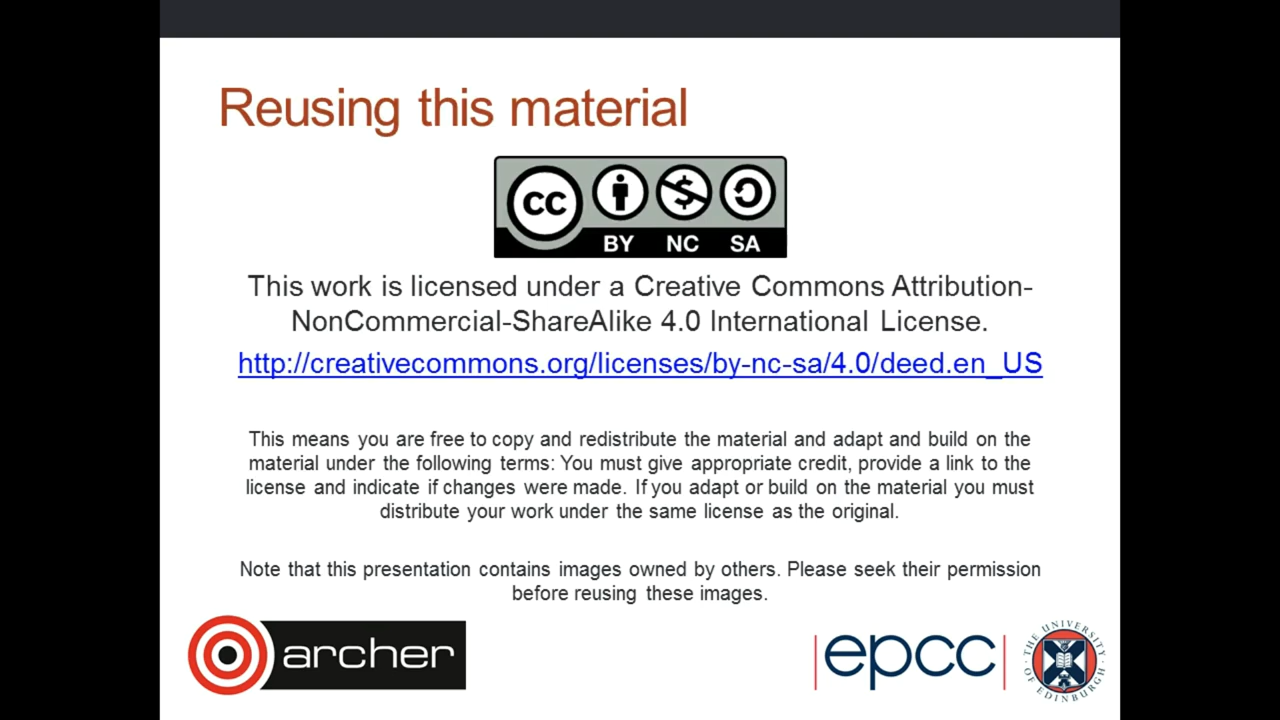 Reusing this material
CC
BY NC SA
This work is licensed under a Creative Commons Attribution-
NonCommercial-ShareAlike 4.0 International License.
http://creativecommons.org/licenses/by-nc-sa/4.0/deed.en_US
This means you are free to copy and redistribute the material and adapt and build on the
material under the following terms: You must give appropriate credit, provide a link to the
license and indicate if changes were made. If you adapt or build on the material you must
distribute your work under the same license as the original.
Note that this presentation contains images owned by others. Please seek their permission
before reusing these images.
archer
epcc
THE UNIVERSITY OF EDINBURGH